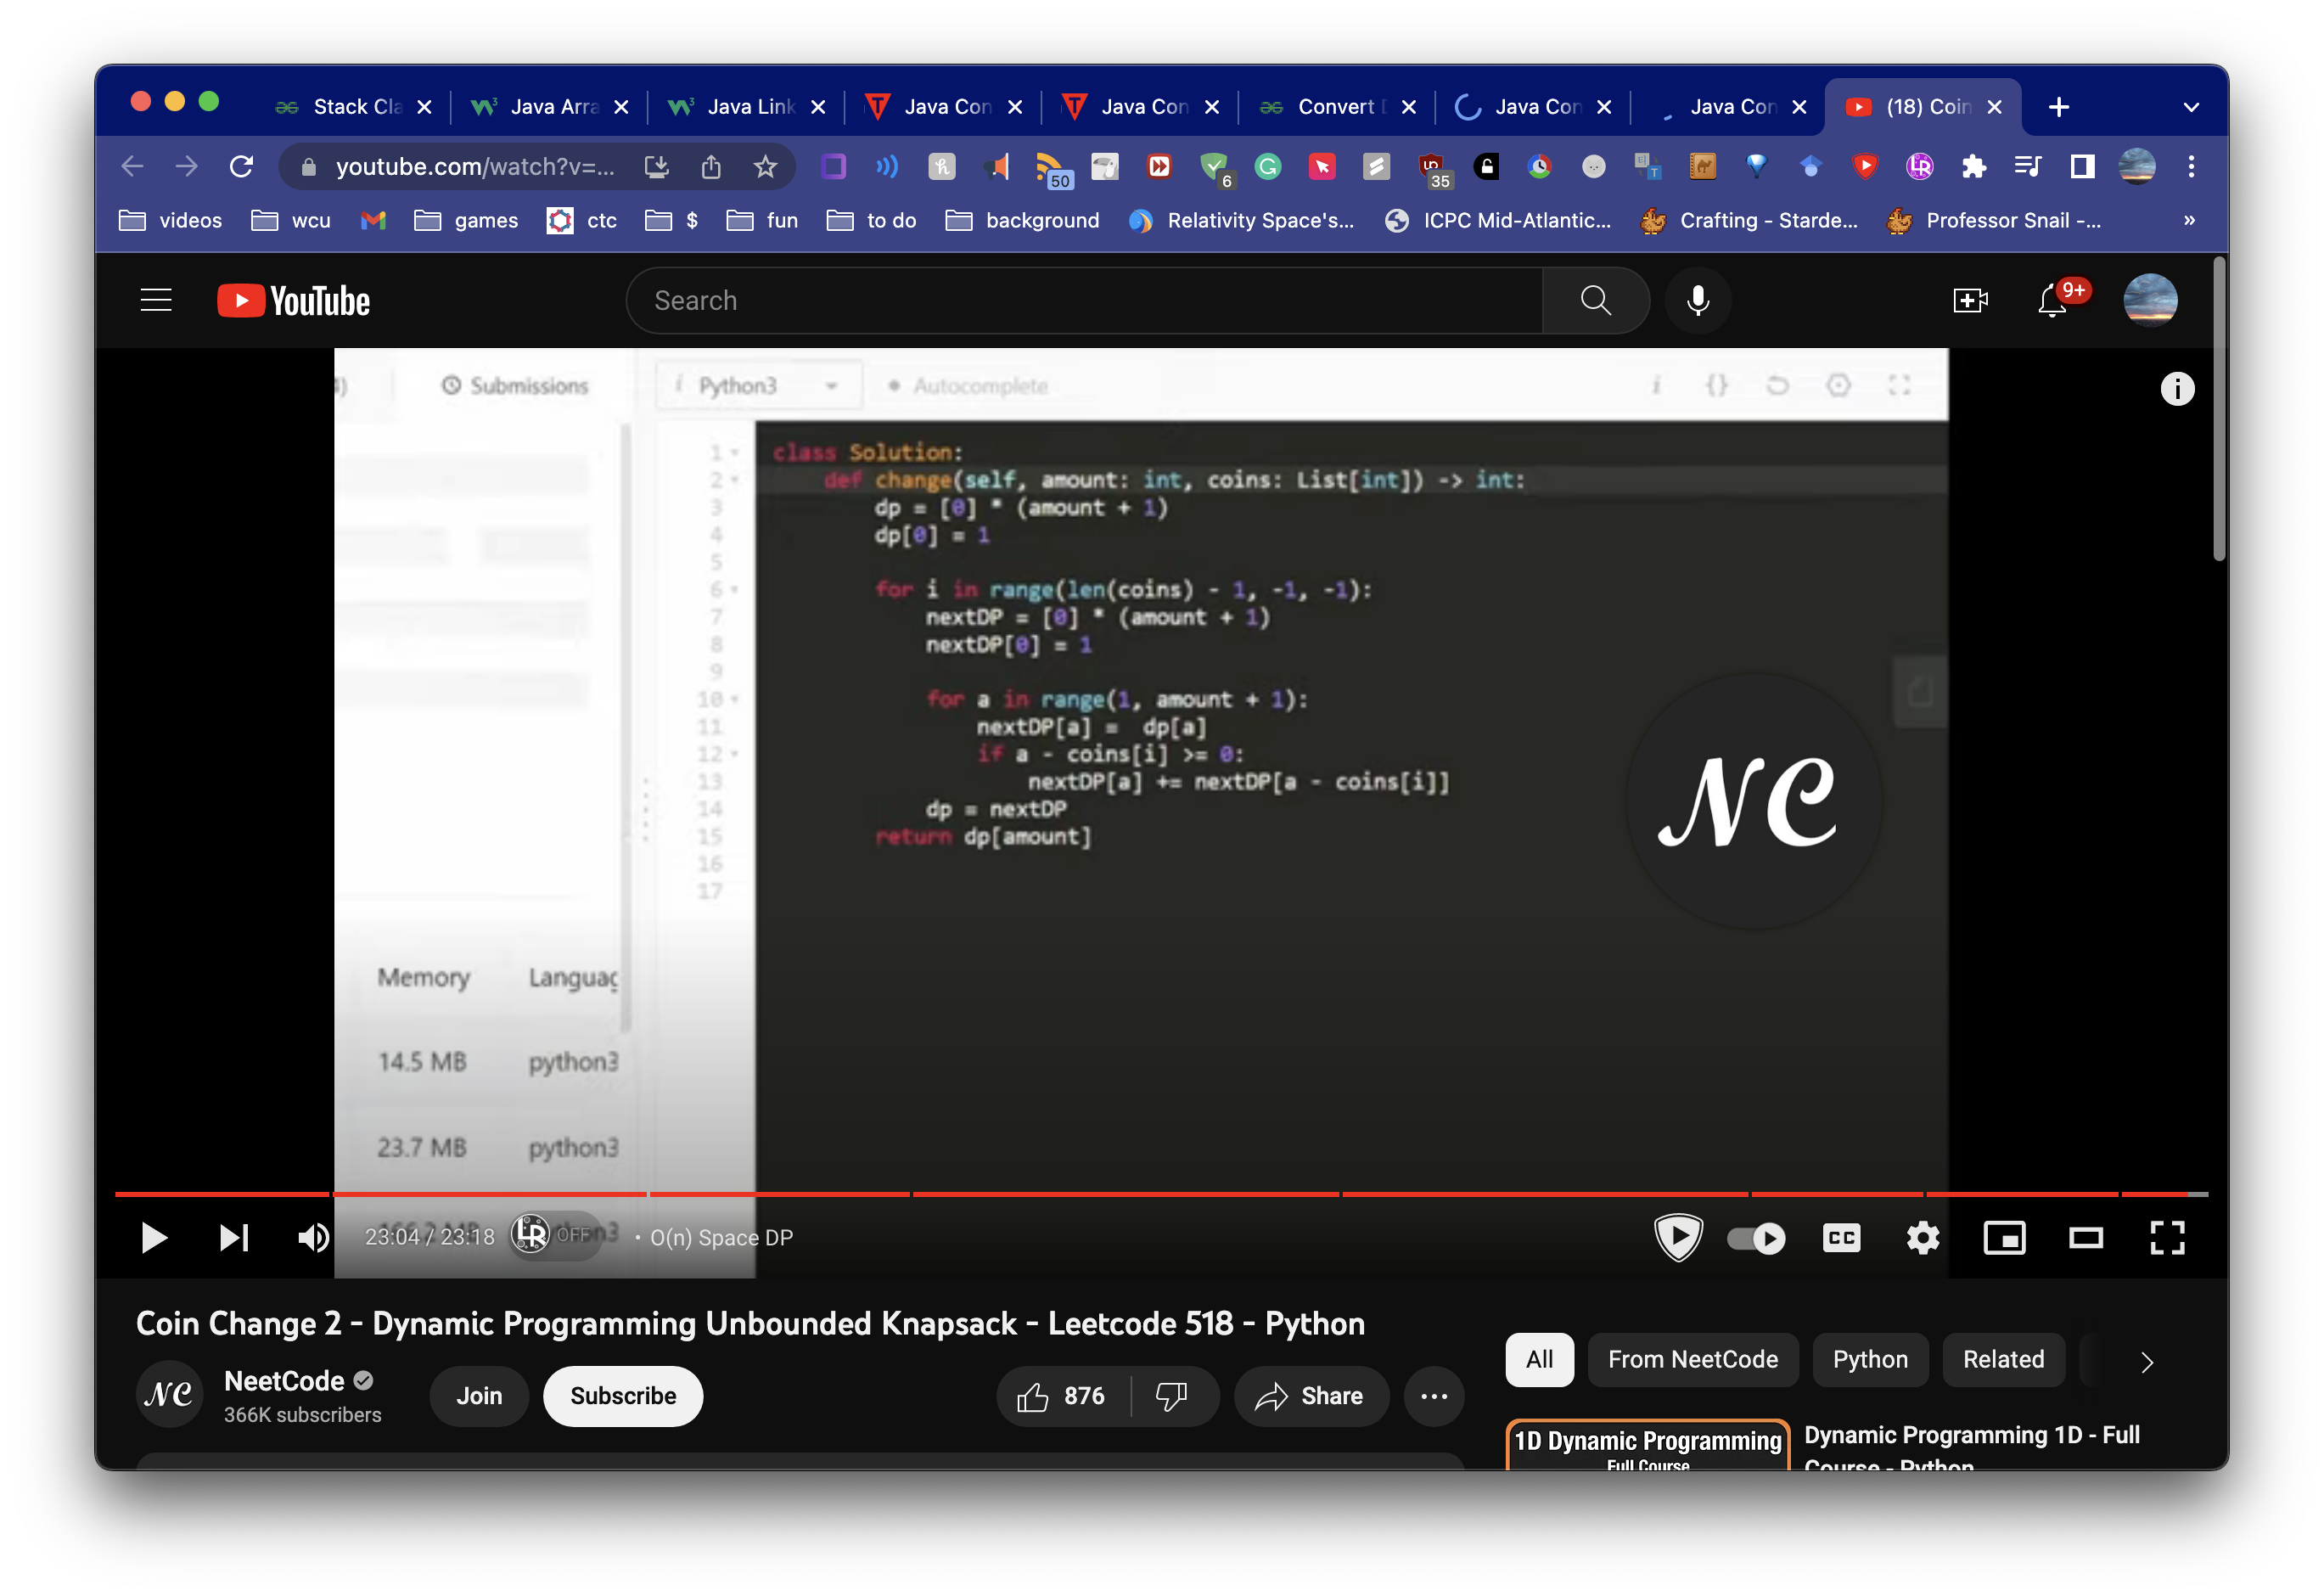 Stack Cla
Java Arra
Java Link
Java Con
Java Con
Convert D
Java Con
Java Con
(18) Coin
youtube.com/watch?v=...
50
6
35
videos
wcu
games
ctc
$
fun
to do
background
Relativity Space's...
ICPC Mid-Atlantic...
Crafting - Starde...
Professor Snail -...
»
YouTube
Search
9+
Submissions
i Python3
Autocomplete
i {}
1 class Solution:
2 def change(self, amount: int, coins: List[int]) -> int:
3 dp = [0] * (amount + 1)
4 dp[0] = 1
5
6 for i in range(len(coins) - 1, -1, -1):
7 nextDP = [0] * (amount + 1)
8 nextDP[0] = 1
9
10 for a in range(1, amount + 1):
11 nextDP[a] =  dp[a]
12 if a - coins[i] >= 0:
13 nextDP[a] += nextDP[a - coins[i]]
14 dp = nextDP
15 return dp[amount]
16
17
NC
Memory Languag
14.5 MB python3
23.7 MB python3
23:04 / 23:18
LR OFF
• O(n) Space DP
CC
Coin Change 2 - Dynamic Programming Unbounded Knapsack - Leetcode 518 - Python
NC
NeetCode
366K subscribers
Join
Subscribe
876
Share
All
From NeetCode
Python
Related
1D Dynamic Programming
Full Course
Dynamic Programming 1D - Full
Course - Python